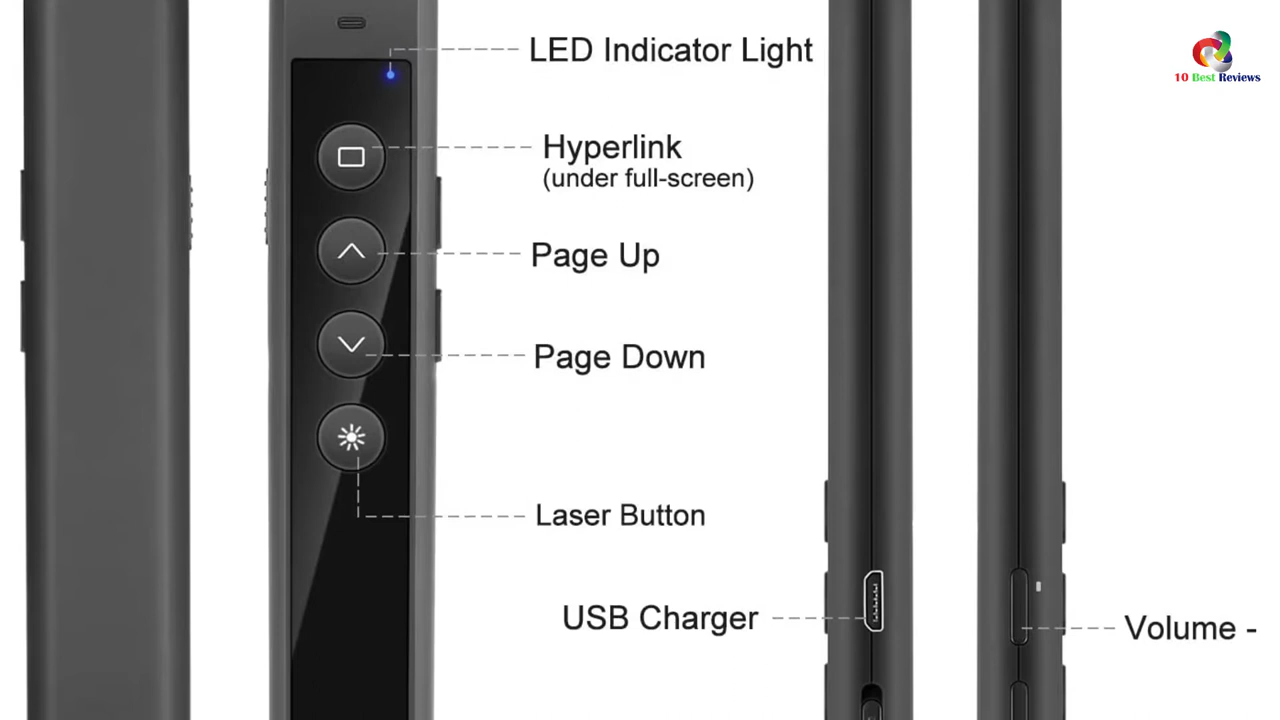 LED Indicator Light
10 Best Reviews
Hyperlink
(under full-screen)
Page Up
Page Down
Laser Button
USB Charger
Volume -